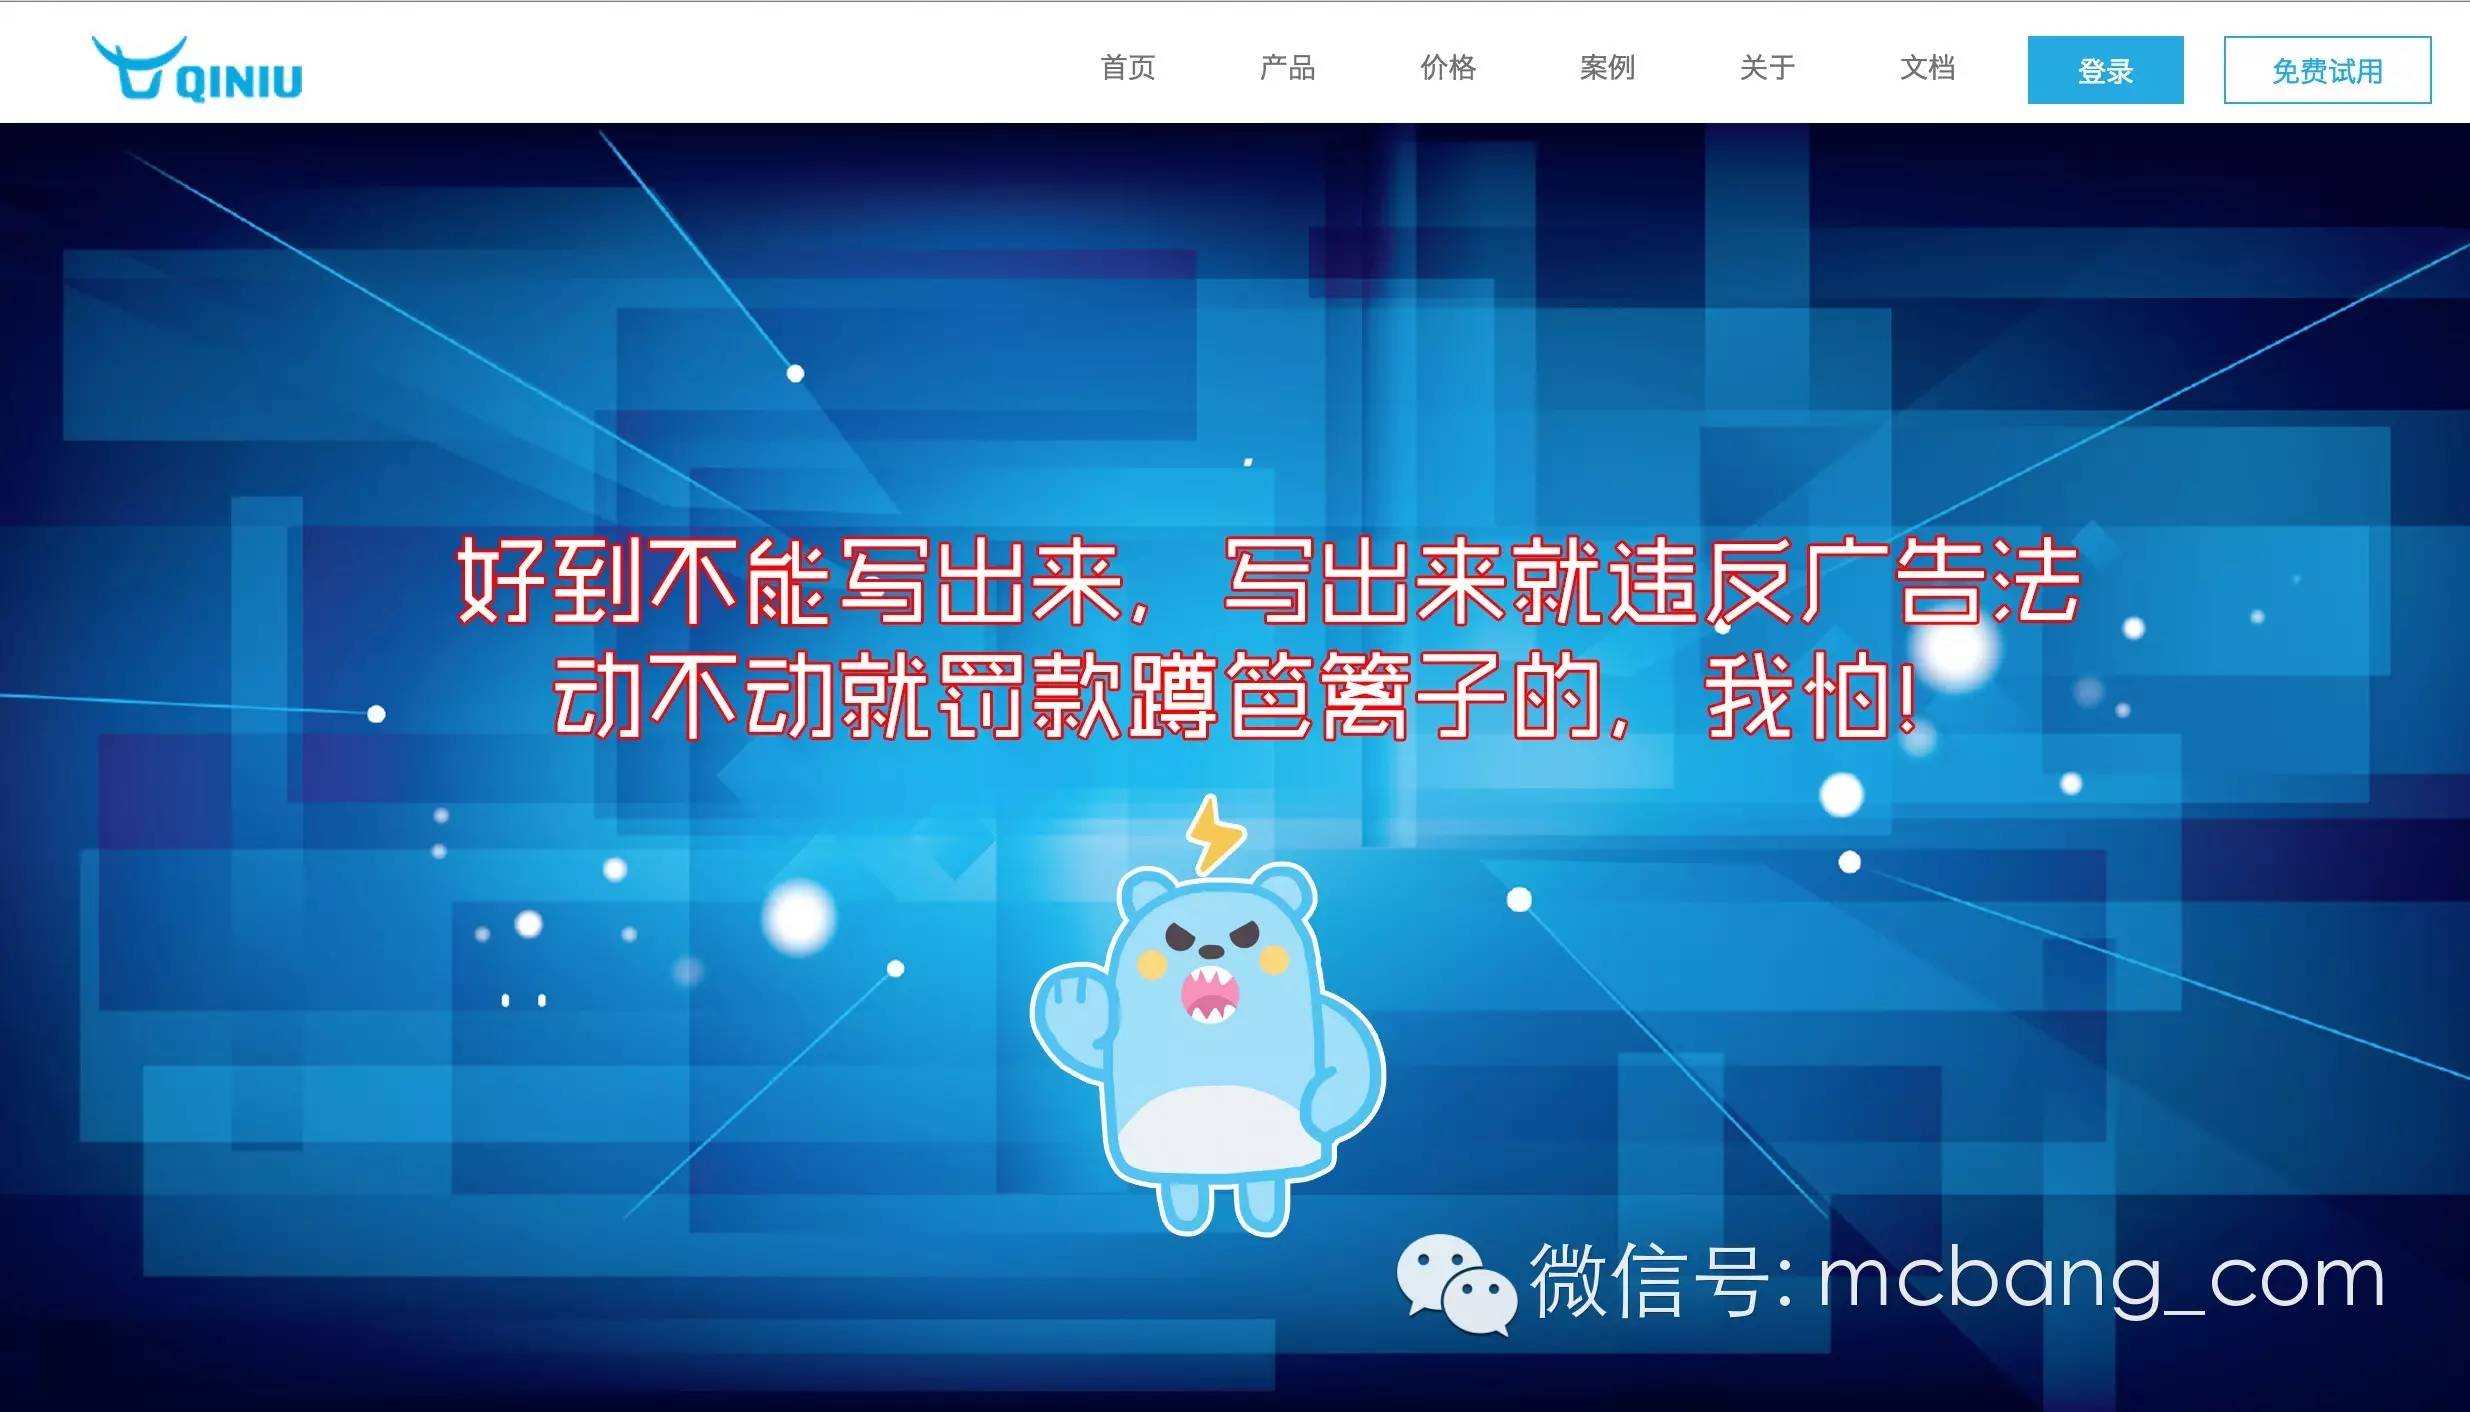 QINIU
首页 产品 价格 案例 关于 文档 登录 免费试用
好到不能写出来，写出来就违反广告法
动不动就罚款蹲笆篱子的，我怕！
微信号: mcbang_com